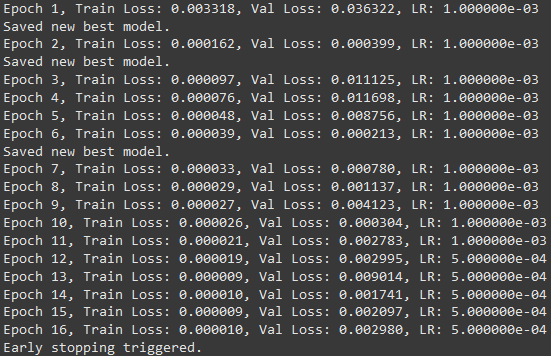 Epoch 1, Train Loss: 0.003318, Val Loss: 0.036322, LR: 1.000000e-03
Saved new best model.
Epoch 2, Train Loss: 0.000162, Val Loss: 0.000399, LR: 1.000000e-03
Saved new best model.
Epoch 3, Train Loss: 0.000097, Val Loss: 0.011125, LR: 1.000000e-03
Epoch 4, Train Loss: 0.000076, Val Loss: 0.011698, LR: 1.000000e-03
Epoch 5, Train Loss: 0.000048, Val Loss: 0.008756, LR: 1.000000e-03
Epoch 6, Train Loss: 0.000039, Val Loss: 0.000213, LR: 1.000000e-03
Saved new best model.
Epoch 7, Train Loss: 0.000033, Val Loss: 0.000780, LR: 1.000000e-03
Epoch 8, Train Loss: 0.000029, Val Loss: 0.001137, LR: 1.000000e-03
Epoch 9, Train Loss: 0.000027, Val Loss: 0.004123, LR: 1.000000e-03
Epoch 10, Train Loss: 0.000026, Val Loss: 0.000304, LR: 1.000000e-03
Epoch 11, Train Loss: 0.000021, Val Loss: 0.002783, LR: 1.000000e-03
Epoch 12, Train Loss: 0.000019, Val Loss: 0.002995, LR: 5.000000e-04
Epoch 13, Train Loss: 0.000009, Val Loss: 0.009014, LR: 5.000000e-04
Epoch 14, Train Loss: 0.000010, Val Loss: 0.001741, LR: 5.000000e-04
Epoch 15, Train Loss: 0.000009, Val Loss: 0.002097, LR: 5.000000e-04
Epoch 16, Train Loss: 0.000010, Val Loss: 0.002980, LR: 5.000000e-04
Early stopping triggered.